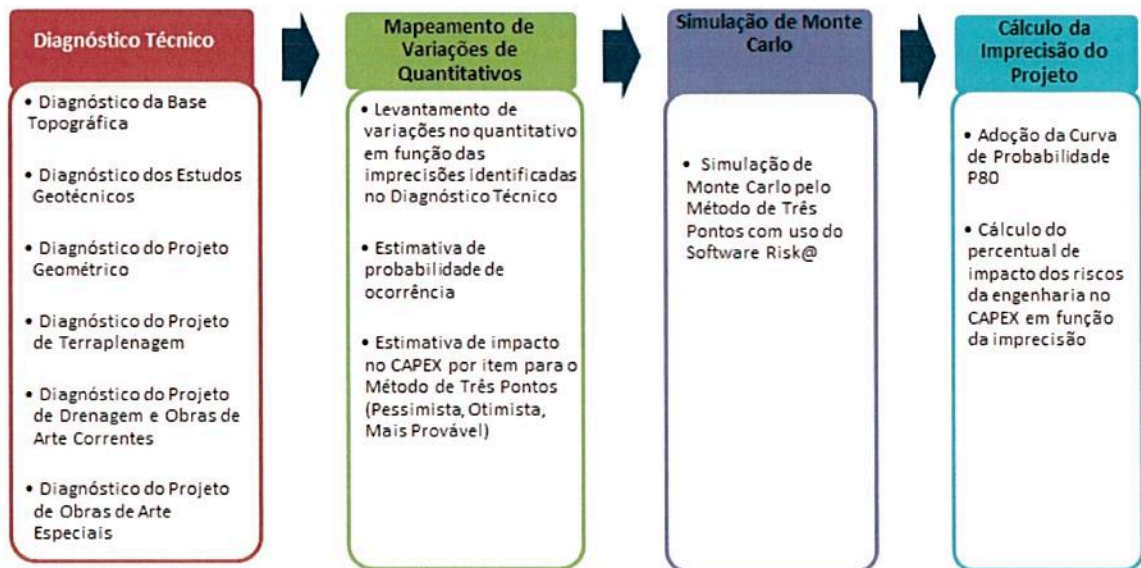 Diagnóstico Técnico
• Diagnóstico da Base
Topográfica
• Diagnóstico dos Estudos
Geotécnicos
• Diagnóstico do Projeto
Geométrico
• Diagnóstico do Projeto
de Terraplenagem
• Diagnóstico do Projeto
de Drenagem e Obras de
Arte Correntes
• Diagnóstico do Projeto
de Obras de Arte
Especiais
Mapeamento de
Variações de
Quantitativos
• Levantamento de
variações no quantitativo
em função das
imprecisões identificadas
no Diagnóstico Técnico
• Estimativa de
probabilidade de
ocorrência
• Estimativa de impacto
no CAPEX por item para o
Método de Três Pontos
(Pessimista, Otimista,
Mais Provável)
Simulação de Monte
Carlo
• Simulação de
Monte Carlo pelo
Método de Três
Pontos com uso do
Software Risk@
Cálculo da
Imprecisão do
Projeto
• Adoção da Curva
de Probabilidade
P80
• Cálculo do
percentual de
impacto dos riscos
da engenharia no
CAPEX em função
da imprecisão